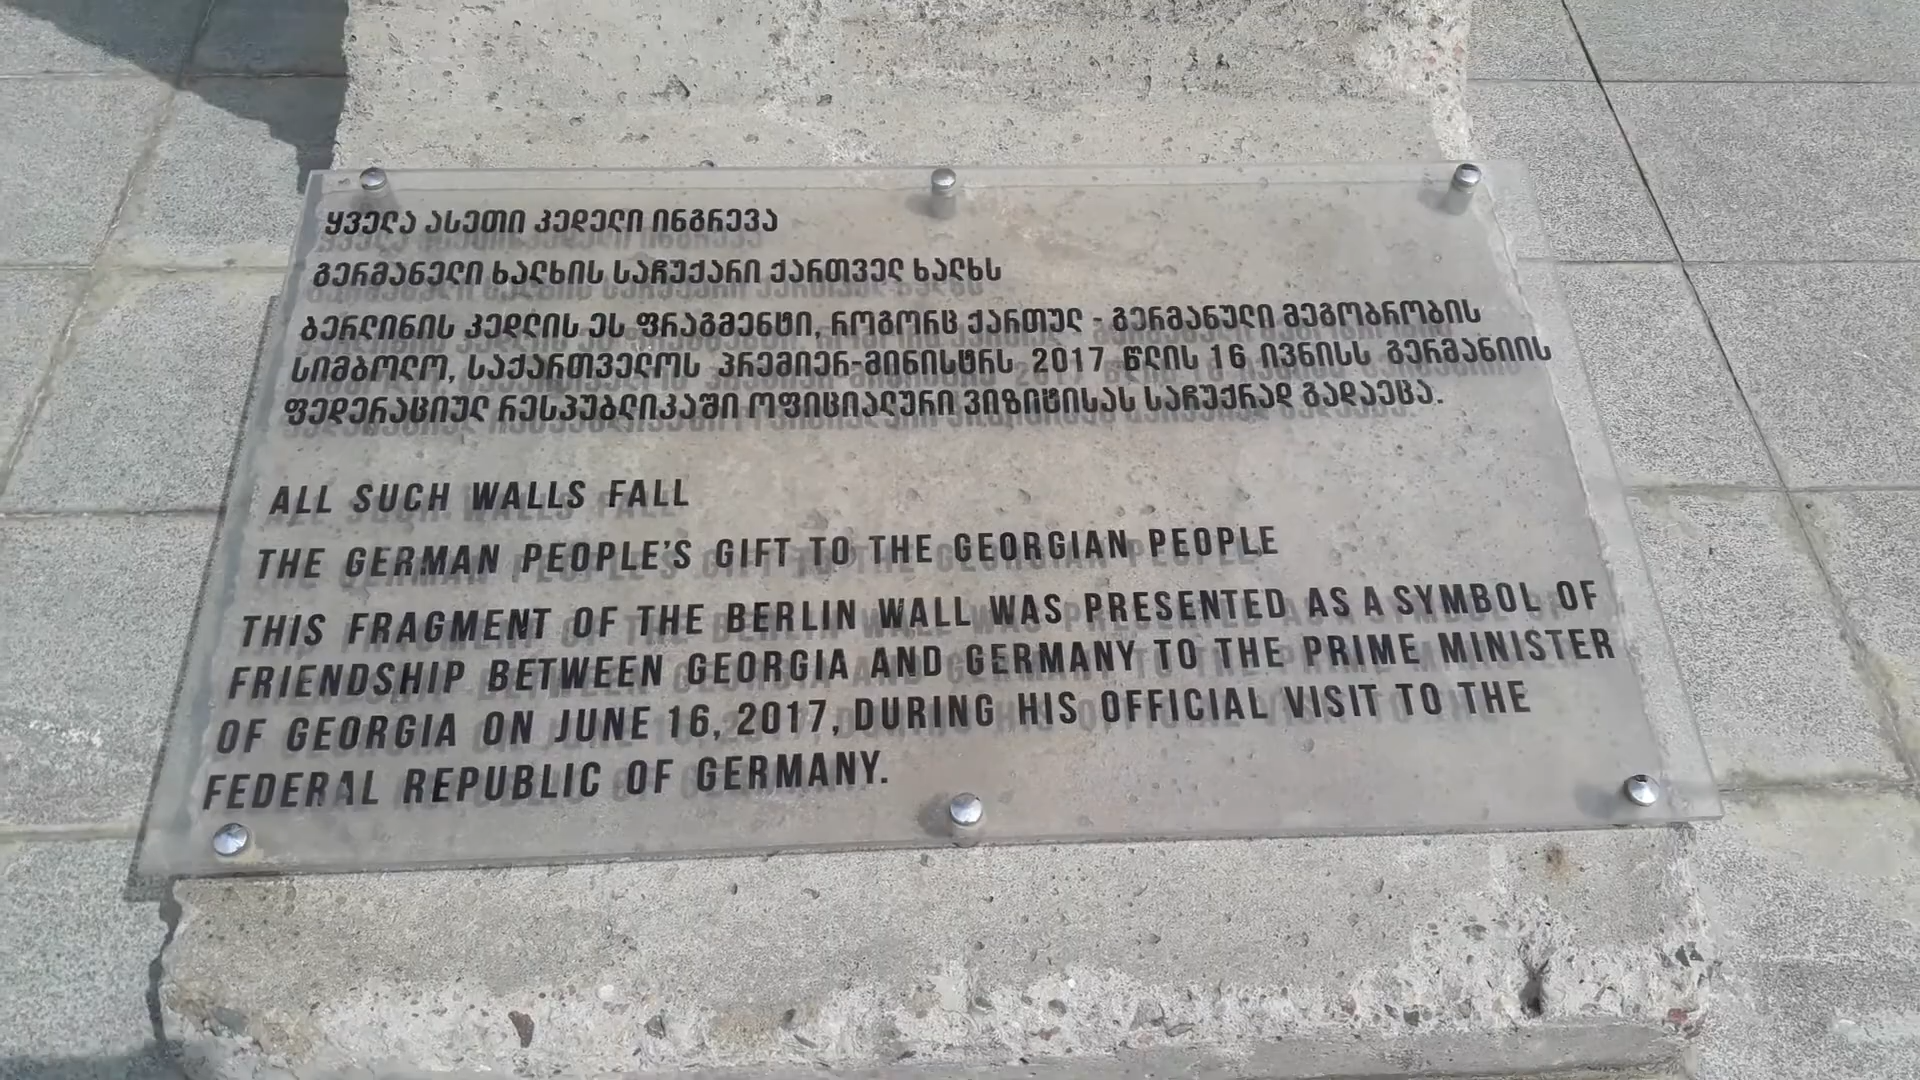 ყველა ასეთი კედელი ინგრევა
გერმანელი ხალხის საჩუქარი ქართველ ხალხს
ბერლინის კედლის ეს ფრაგმენტი, როგორც ქართულ - გერმანული მეგობრობის
სიმბოლო, საქართველოს პრემიერ-მინისტრს 2017 წლის 16 ივნისს გერმანიის
ფედერაციულ რესპუბლიკაში ოფიციალური ვიზიტისას საჩუქრად გადაეცა.
ALL SUCH WALLS FALL
THE GERMAN PEOPLE'S GIFT TO THE GEORGIAN PEOPLE
THIS FRAGMENT OF THE BERLIN WALL WAS PRESENTED AS A SYMBOL OF
FRIENDSHIP BETWEEN GEORGIA AND GERMANY TO THE PRIME MINISTER
OF GEORGIA ON JUNE 16, 2017, DURING HIS OFFICIAL VISIT TO THE
FEDERAL REPUBLIC OF GERMANY.